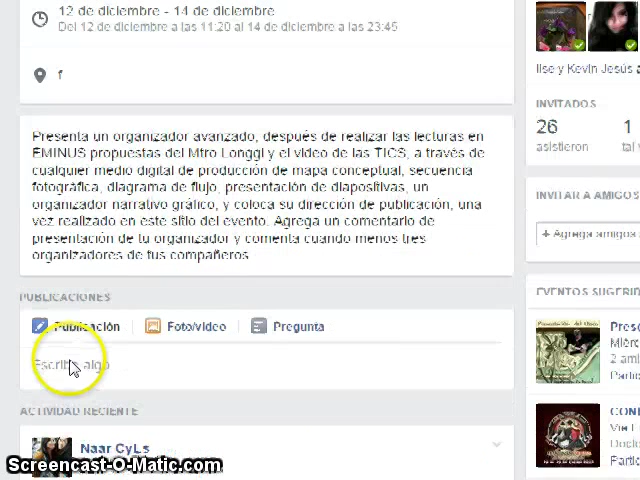 12 de diciembre - 14 de diciembre
Del 12 de diciembre a las 11:20 al 14 de diciembre a las 23:45
f
Presenta un organizador avanzado, después de realizar las lecturas en
EMINUS propuestas del Mtro Longgi y el video de las TICS, a través de
cualquier medio digital de producción de mapa conceptual, secuencia
fotográfica, diagrama de flujo, presentación de diapositivas, un
organizador narrativo gráfico, y coloca su dirección de publicación, una
vez realizado en este sitio del evento. Agrega un comentario de
presentación de tu organizador y comenta cuando menos tres
organizadores de tus compañeros
PUBLICACIONES
Publicación
Foto/video
Pregunta
Escribe algo
ACTIVIDAD RECIENTE
Naar CyLs
Ilse y Kevin Jesús
INVITADOS
26 1
asistieron tal v
INVITAR A AMIGOS
+ Agrega amigos
EVENTOS SUGERID
Pres
Miérc
2 ami
Partic
CON
Vie
Partic
Screencast-O-Matic.com